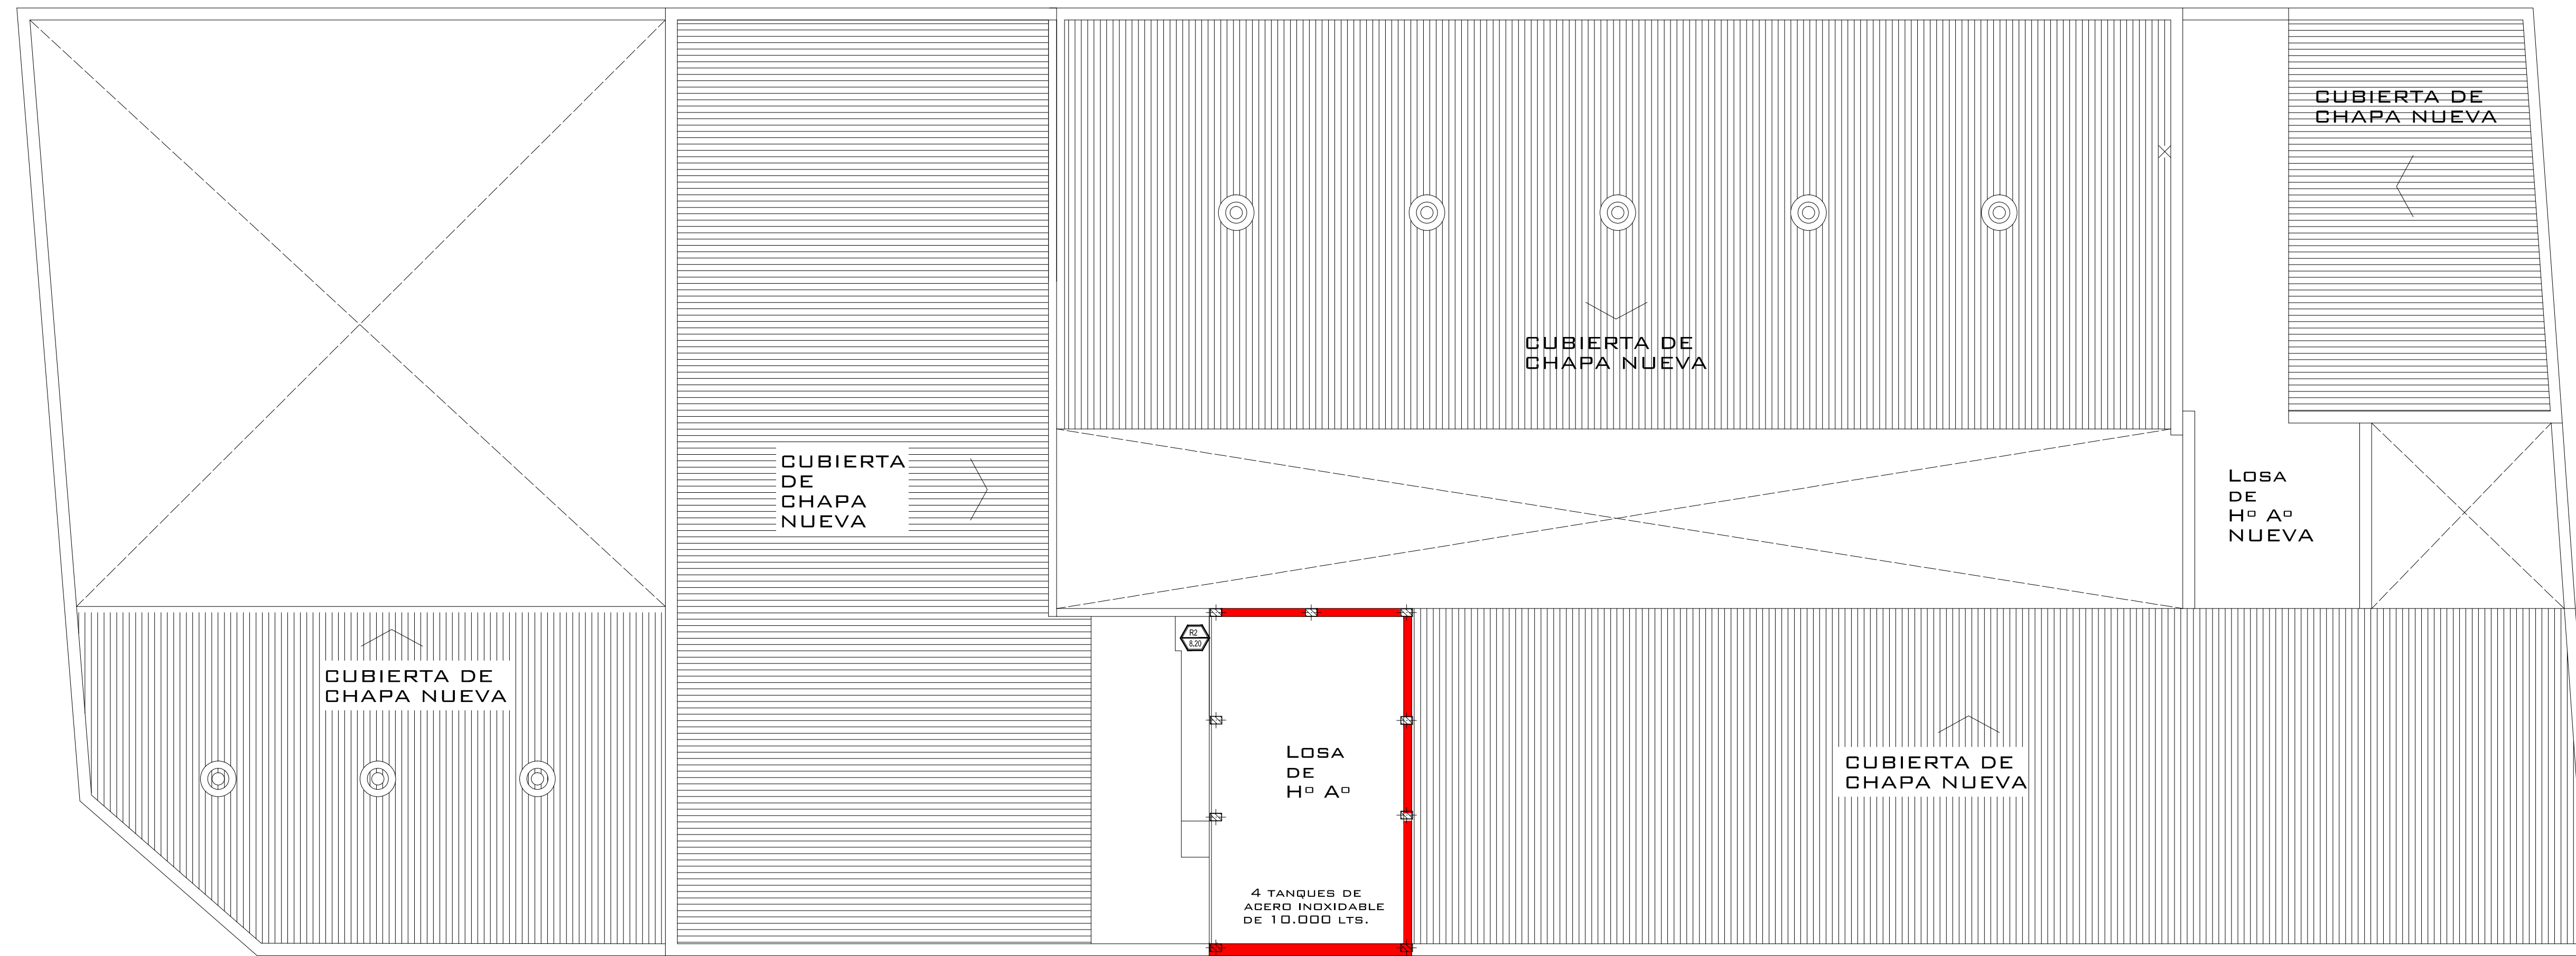 CUBIERTA DE
CHAPA NUEVA
CUBIERTA DE
CHAPA NUEVA
CUBIERTA
DE
CHAPA
NUEVA
LOSA
DE
Hº Aº
NUEVA
R2
8.20
CUBIERTA DE
CHAPA NUEVA
LOSA
DE
Hº Aº
CUBIERTA DE
CHAPA NUEVA
4 TANQUES DE
ACERO INOXIDABLE
DE 10.000 LTS.